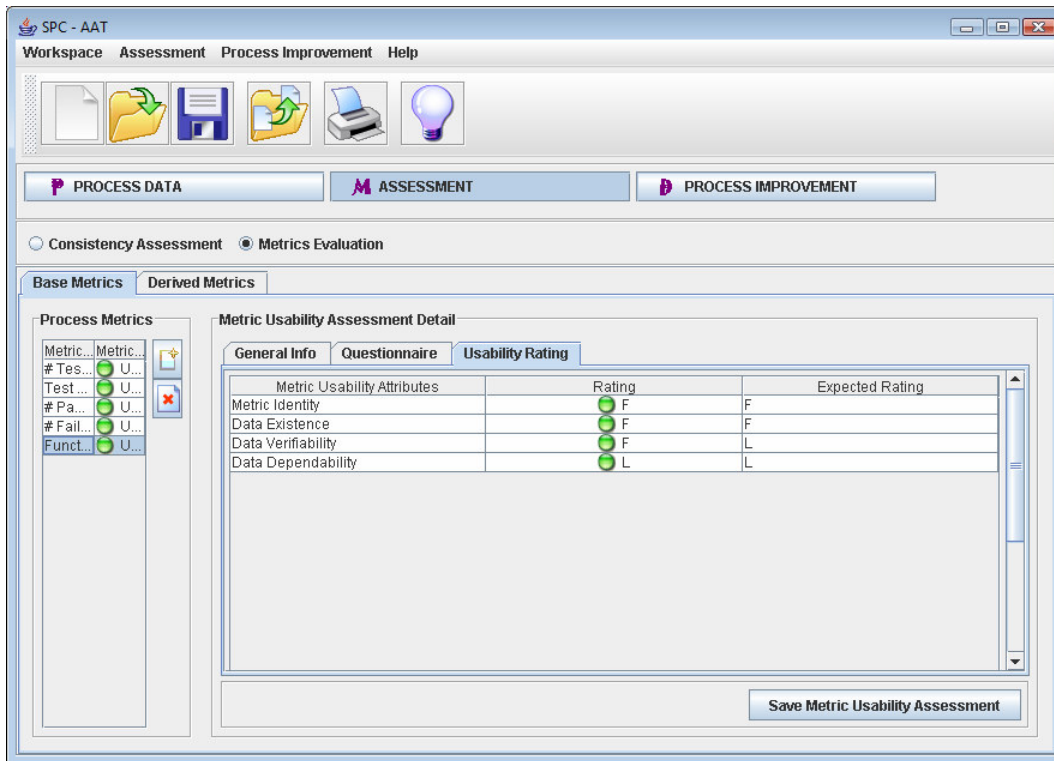 SPC - AAT
Workspace Assessment Process Improvement Help
P PROCESS DATA M ASSESSMENT D PROCESS IMPROVEMENT
Consistency Assessment Metrics Evaluation
Base Metrics Derived Metrics
Process Metrics Metric Usability Assessment Detail
Metric... Metric... General Info Questionnaire Usability Rating
# Tes... U...
Test ... U... Metric Usability Attributes Rating Expected Rating
# Pa... U... Metric Identity F F
# Fail... U... Data Existence F F
Funct... U... Data Verifiability F L
Data Dependability L L
Save Metric Usability Assessment